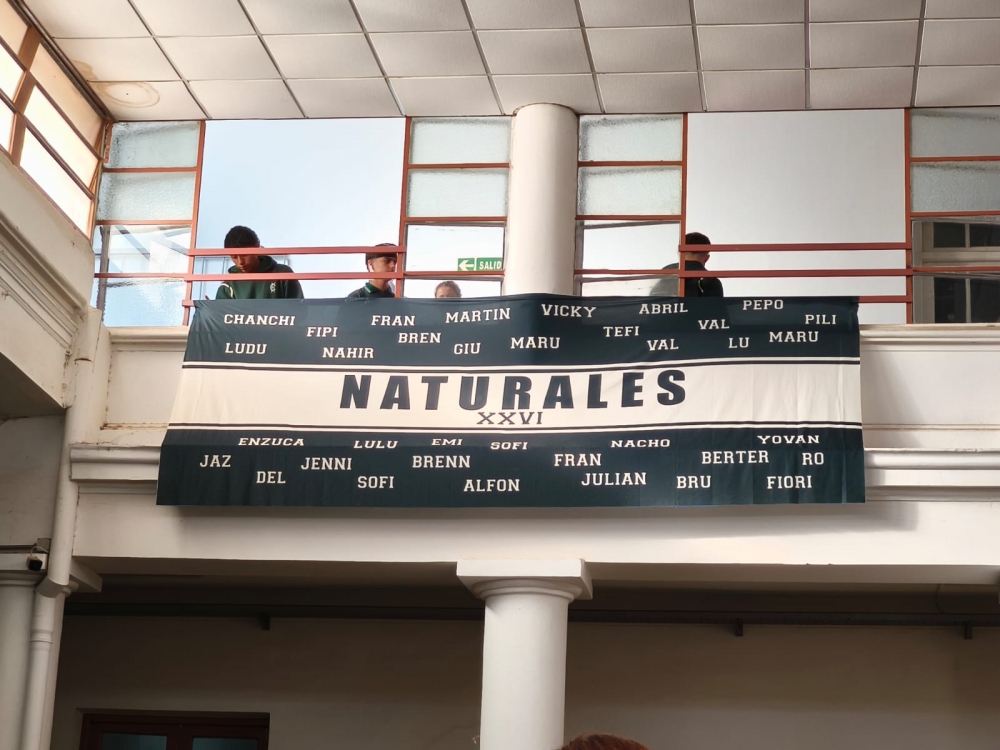 SALID
CHANCHI FIPI FRAN BREN MARTIN VICKY TEFI ABRIL VAL PEPO PILI
LUDU NAHIR GIU MARU VAL LU MARU
NATURALES
XXVI
ENZUCA LULU EMI SOFI NACHO YOVAN
JAZ JENNI BRENN FRAN BERTER RO
DEL SOFI ALFON JULIAN BRU FIORI